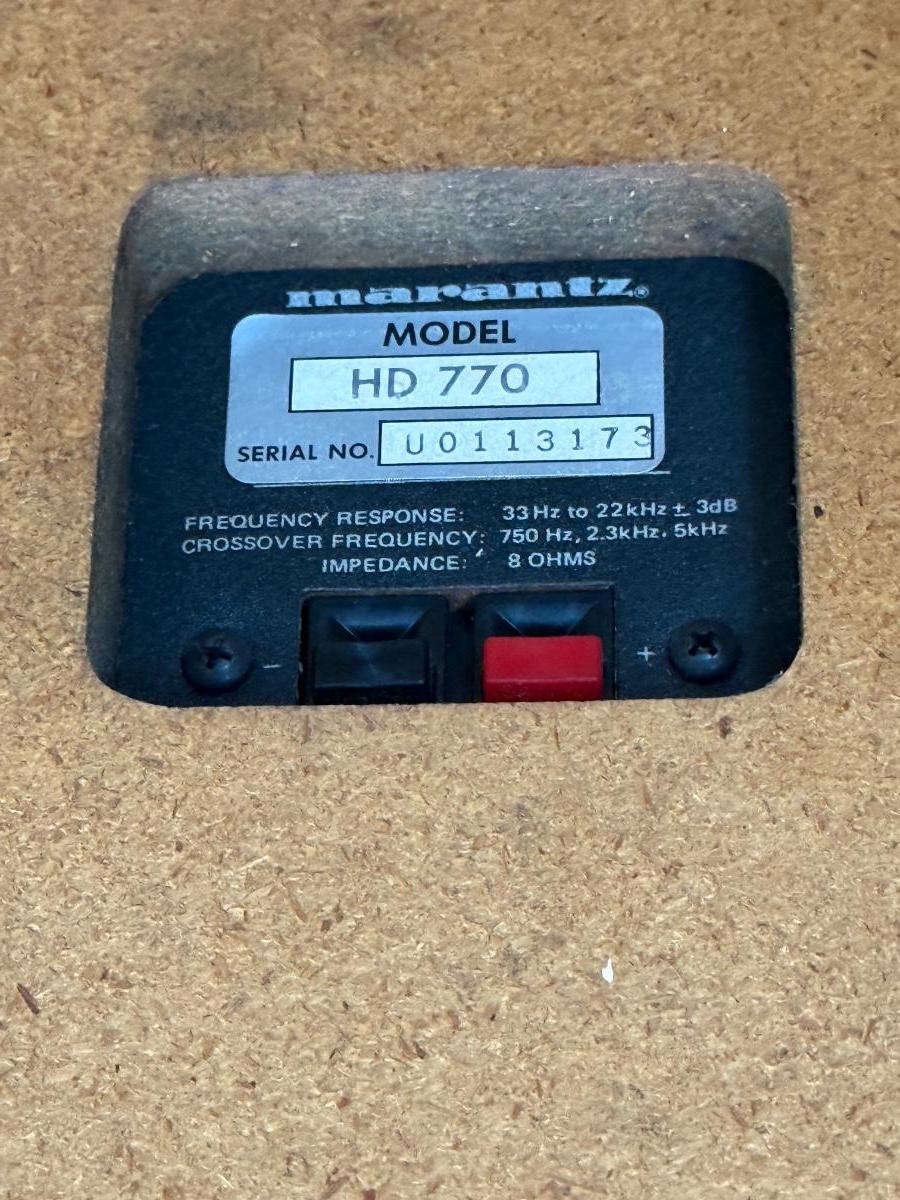 marantz®
MODEL
HD 770
SERIAL NO. U0113173
FREQUENCY RESPONSE: 33Hz to 22kHz ± 3dB
CROSSOVER FREQUENCY: 750 Hz, 2.3kHz, 5kHz
IMPEDANCE: 8 OHMS
− +